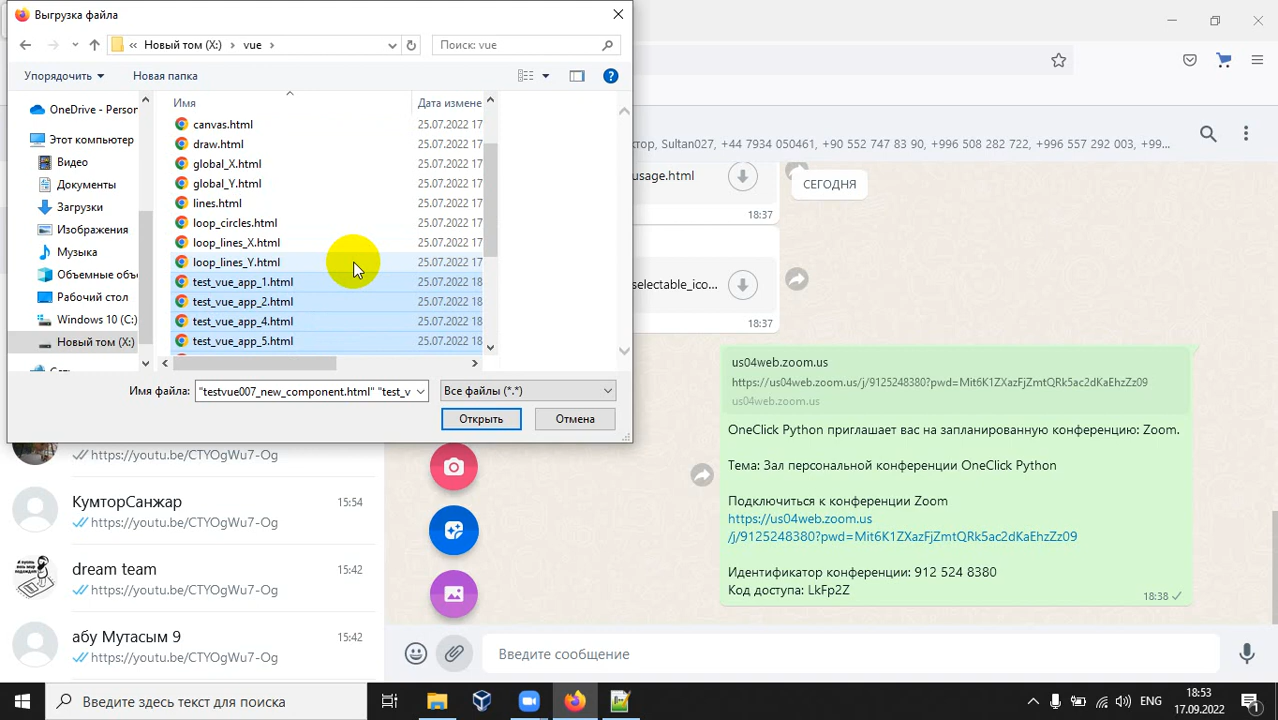 Выгрузка файла
Новый том (X:) vue
Поиск: vue
Упорядочить
Новая папка
Имя
Дата измене
OneDrive - Person
Этот компьютер
Видео
Документы
Загрузки
Изображения
Музыка
Объемные объ
Рабочий стол
Windows 10 (C:)
Новый том (X:)
canvas.html 25.07.2022 17
draw.html 25.07.2022 17
global_X.html 25.07.2022 17
global_Y.html 25.07.2022 17
lines.html 25.07.2022 17
loop_circles.html 25.07.2022 17
loop_lines_X.html 25.07.2022 17
loop_lines_Y.html 25.07.2022 17
test_vue_app_1.html 25.07.2022 18
test_vue_app_2.html 25.07.2022 18
test_vue_app_4.html 25.07.2022 18
test_vue_app_5.html 25.07.2022 18
Имя файла: "testvue007_new_component.html" "test_v
Все файлы (*.*)
Открыть
Отмена
ктор, Sultan027, +44 7934 050461, +90 552 747 83 90, +996 508 282 722, +996 557 292 003, +99...
СЕГОДНЯ
usage.html
18:37
selectable_ico...
18:37
us04web.zoom.us
https://us04web.zoom.us/j/9125248380?pwd=Mit6K1ZXazFjZmtQRk5ac2dKaEhzZz09
us04web.zoom.us
OneClick Python приглашает вас на запланированную конференцию: Zoom.
Тема: Зал персональной конференции OneClick Python
Подключиться к конференции Zoom
https://us04web.zoom.us
/j/9125248380?pwd=Mit6K1ZXazFjZmtQRk5ac2dKaEhzZz09
Идентификатор конференции: 912 524 8380
Код доступа: LkFp2Z
18:38
https://youtu.be/CTYOgWu7-Og
КумторСанжар 15:54
https://youtu.be/CTYOgWu7-Og
dream team 15:42
https://youtu.be/CTYOgWu7-Og
абу Мутасым 9 15:42
https://youtu.be/CTYOgWu7-Og
Введите сообщение
Введите здесь текст для поиска
ENG
18:53
17.09.2022
1